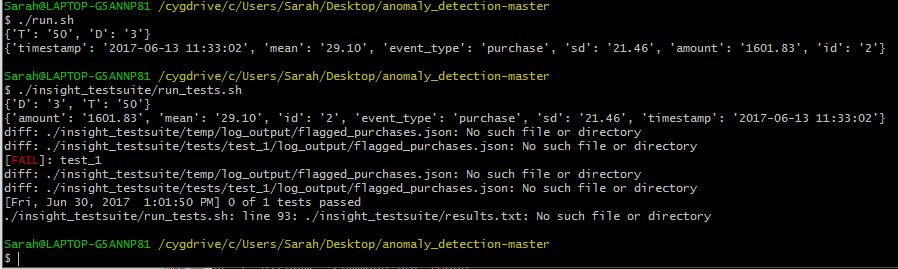 Sarah@LAPTOP-G5ANNP81 /cygdrive/c/Users/Sarah/Desktop/anomaly_detection-master
$ ./run.sh
{'T': '50', 'D': '3'}
{'timestamp': '2017-06-13 11:33:02', 'mean': '29.10', 'event_type': 'purchase', 'sd': '21.46', 'amount': '1601.83', 'id': '2'}
Sarah@LAPTOP-G5ANNP81 /cygdrive/c/Users/Sarah/Desktop/anomaly_detection-master
$ ./insight_testsuite/run_tests.sh
{'D': '3', 'T': '50'}
{'amount': '1601.83', 'mean': '29.10', 'id': '2', 'event_type': 'purchase', 'sd': '21.46', 'timestamp': '2017-06-13 11:33:02'}
diff: ./insight_testsuite/temp/log_output/flagged_purchases.json: No such file or directory
diff: ./insight_testsuite/tests/test_1/log_output/flagged_purchases.json: No such file or directory
[FAIL]: test_1
diff: ./insight_testsuite/temp/log_output/flagged_purchases.json: No such file or directory
diff: ./insight_testsuite/tests/test_1/log_output/flagged_purchases.json: No such file or directory
[Fri, Jun 30, 2017  1:01:50 PM] 0 of 1 tests passed
./insight_testsuite/run_tests.sh: line 93: ./insight_testsuite/results.txt: No such file or directory
Sarah@LAPTOP-G5ANNP81 /cygdrive/c/Users/Sarah/Desktop/anomaly_detection-master
$